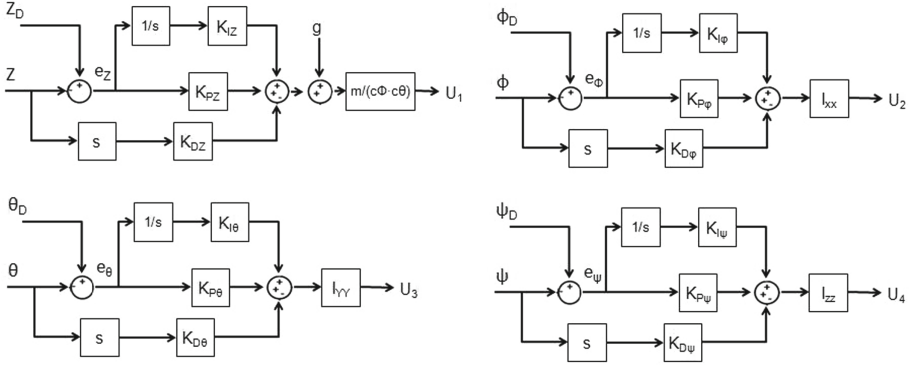 Z_D
Z
e_Z
1/s
K_IZ
K_PZ
s
K_DZ
g
m/(cΦ·cθ)
U_1
ϕ_D
ϕ
e_Φ
1/s
K_Iφ
K_Pφ
s
K_Dφ
I_xx
U_2
θ_D
θ
e_θ
1/s
K_Iθ
K_Pθ
s
K_Dθ
I_YY
U_3
ψ_D
ψ
e_ψ
1/s
K_Iψ
K_Pψ
s
K_Dψ
I_zz
U_4